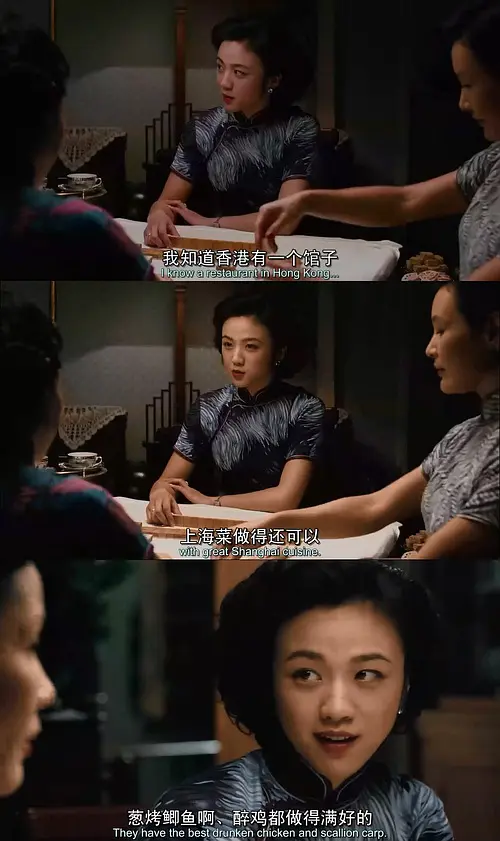 我知道香港有一个馆子
I know a restaurant in Hong Kong...
上海菜做得还可以
with great Shanghai cuisine.
葱烤鲫鱼啊、醉鸡都做得满好的
They have the best drunken chicken and scallion carp.